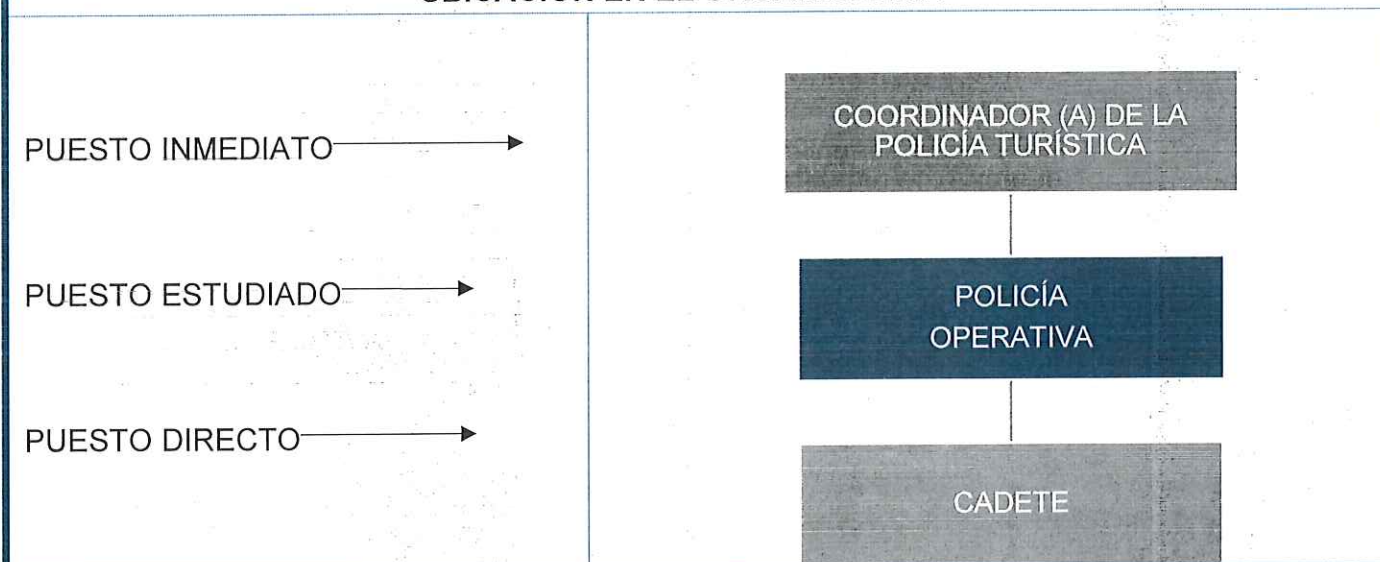 PUESTO INMEDIATO
COORDINADOR (A) DE LA
POLICÍA TURÍSTICA
PUESTO ESTUDIADO
POLICÍA
OPERATIVA
PUESTO DIRECTO
CADETE